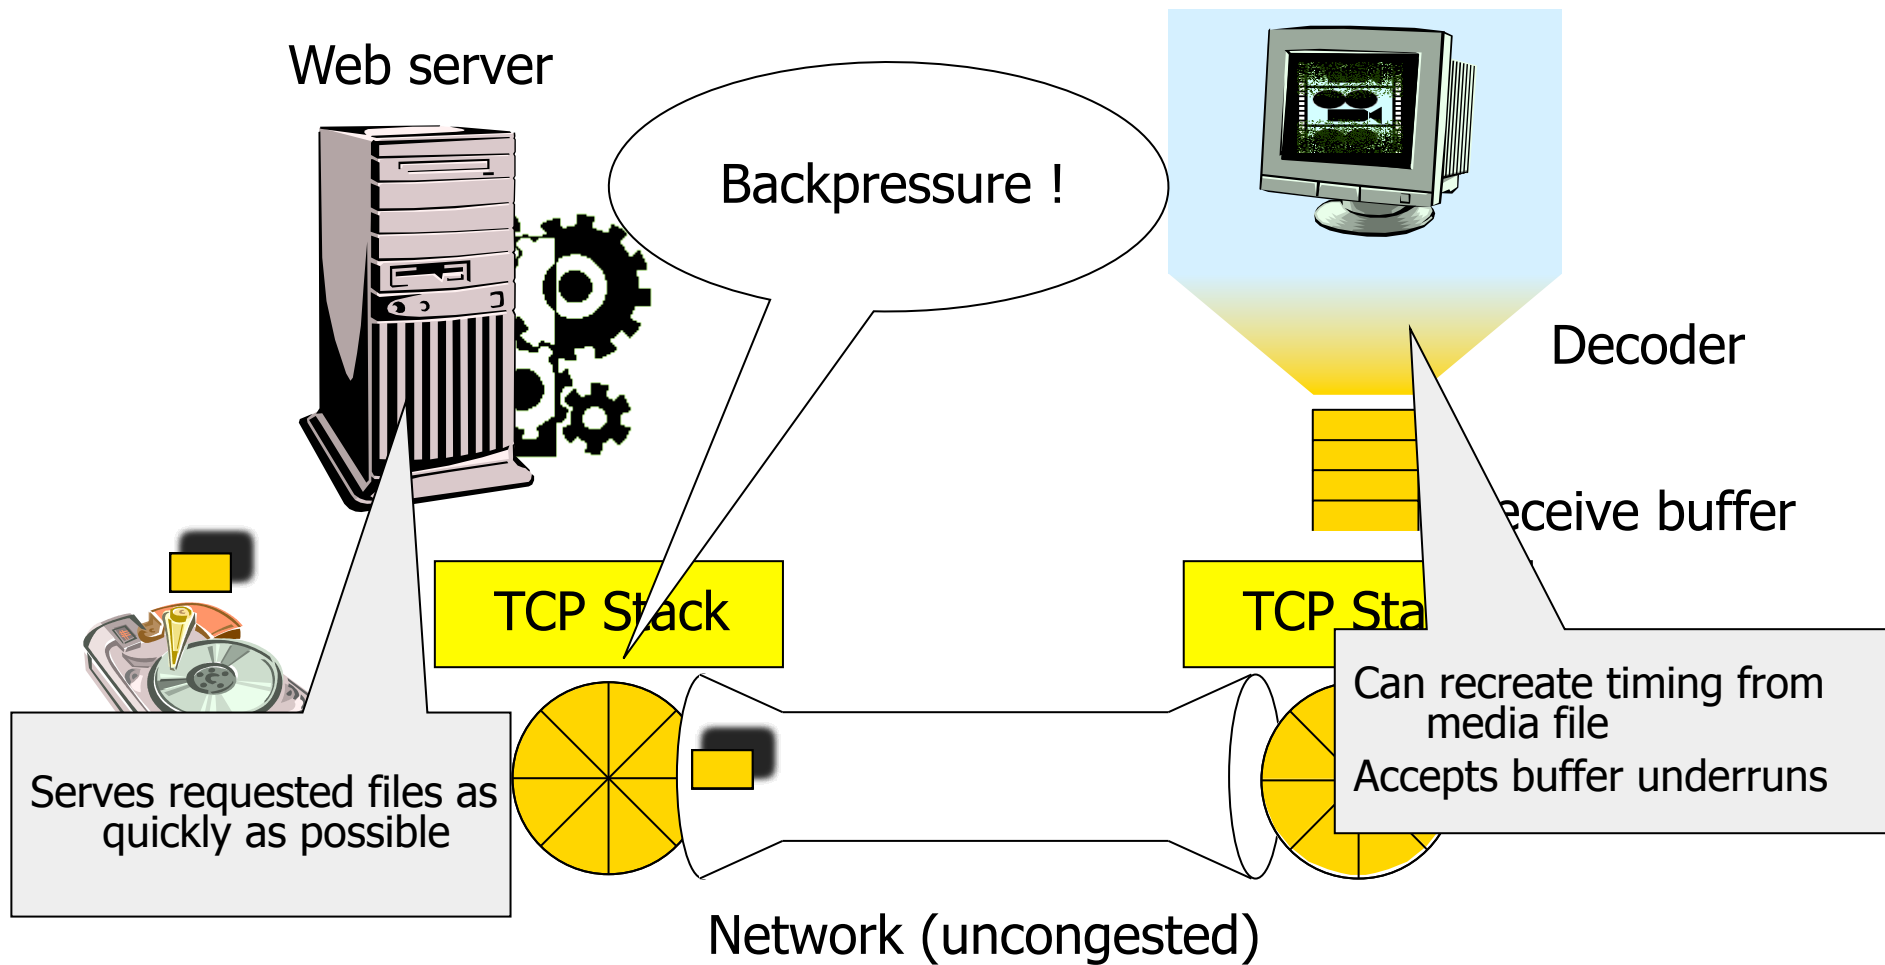 Web server
Backpressure !
Decoder
eceive buffer
TCP Stack
TCP Sta
Can recreate timing from
media file
Accepts buffer underruns
Serves requested files as
quickly as possible
Network (uncongested)